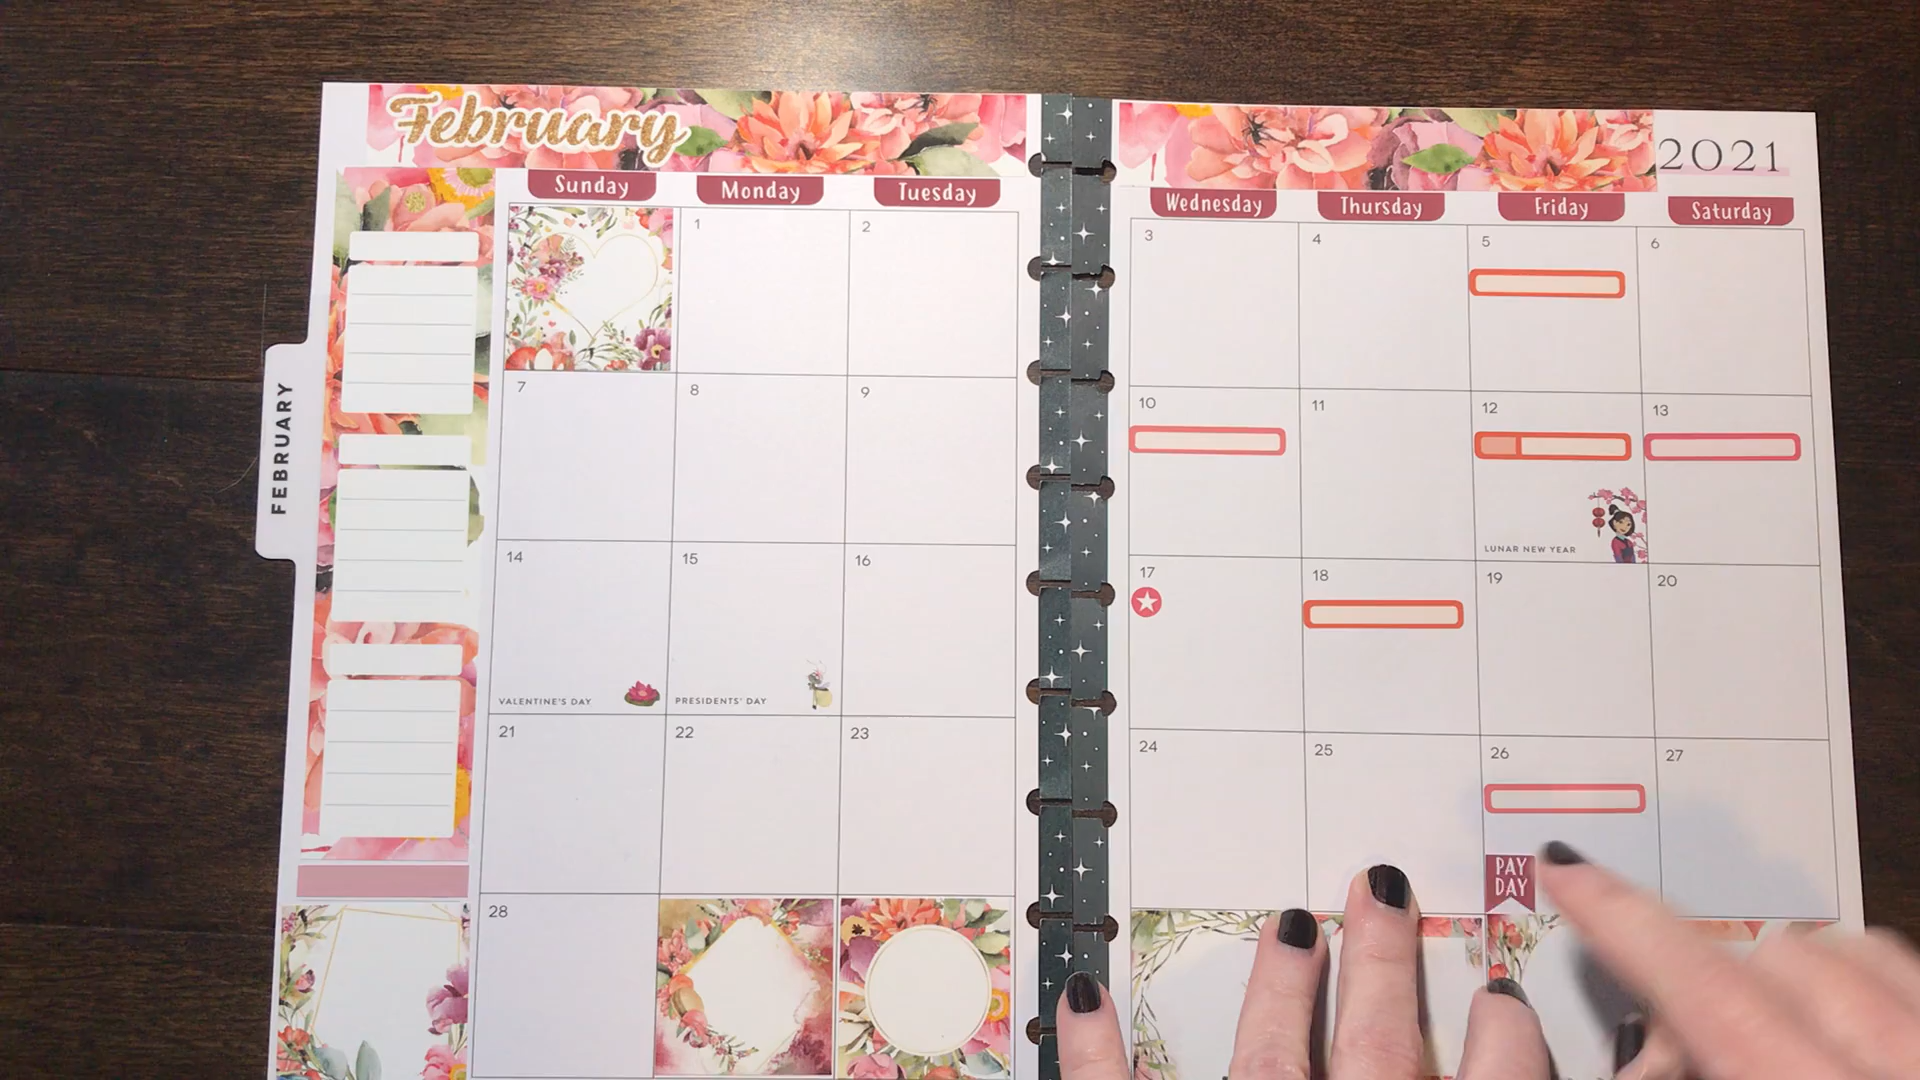 February
2021
Sunday
Monday
Tuesday
Wednesday
Thursday
Friday
Saturday
FEBRUARY
1
2
3
4
5
6
7
8
9
10
11
12
13
LUNAR NEW YEAR
14
15
16
17
18
19
20
VALENTINE'S DAY
PRESIDENTS' DAY
21
22
23
24
25
26
27
PAY
DAY
28